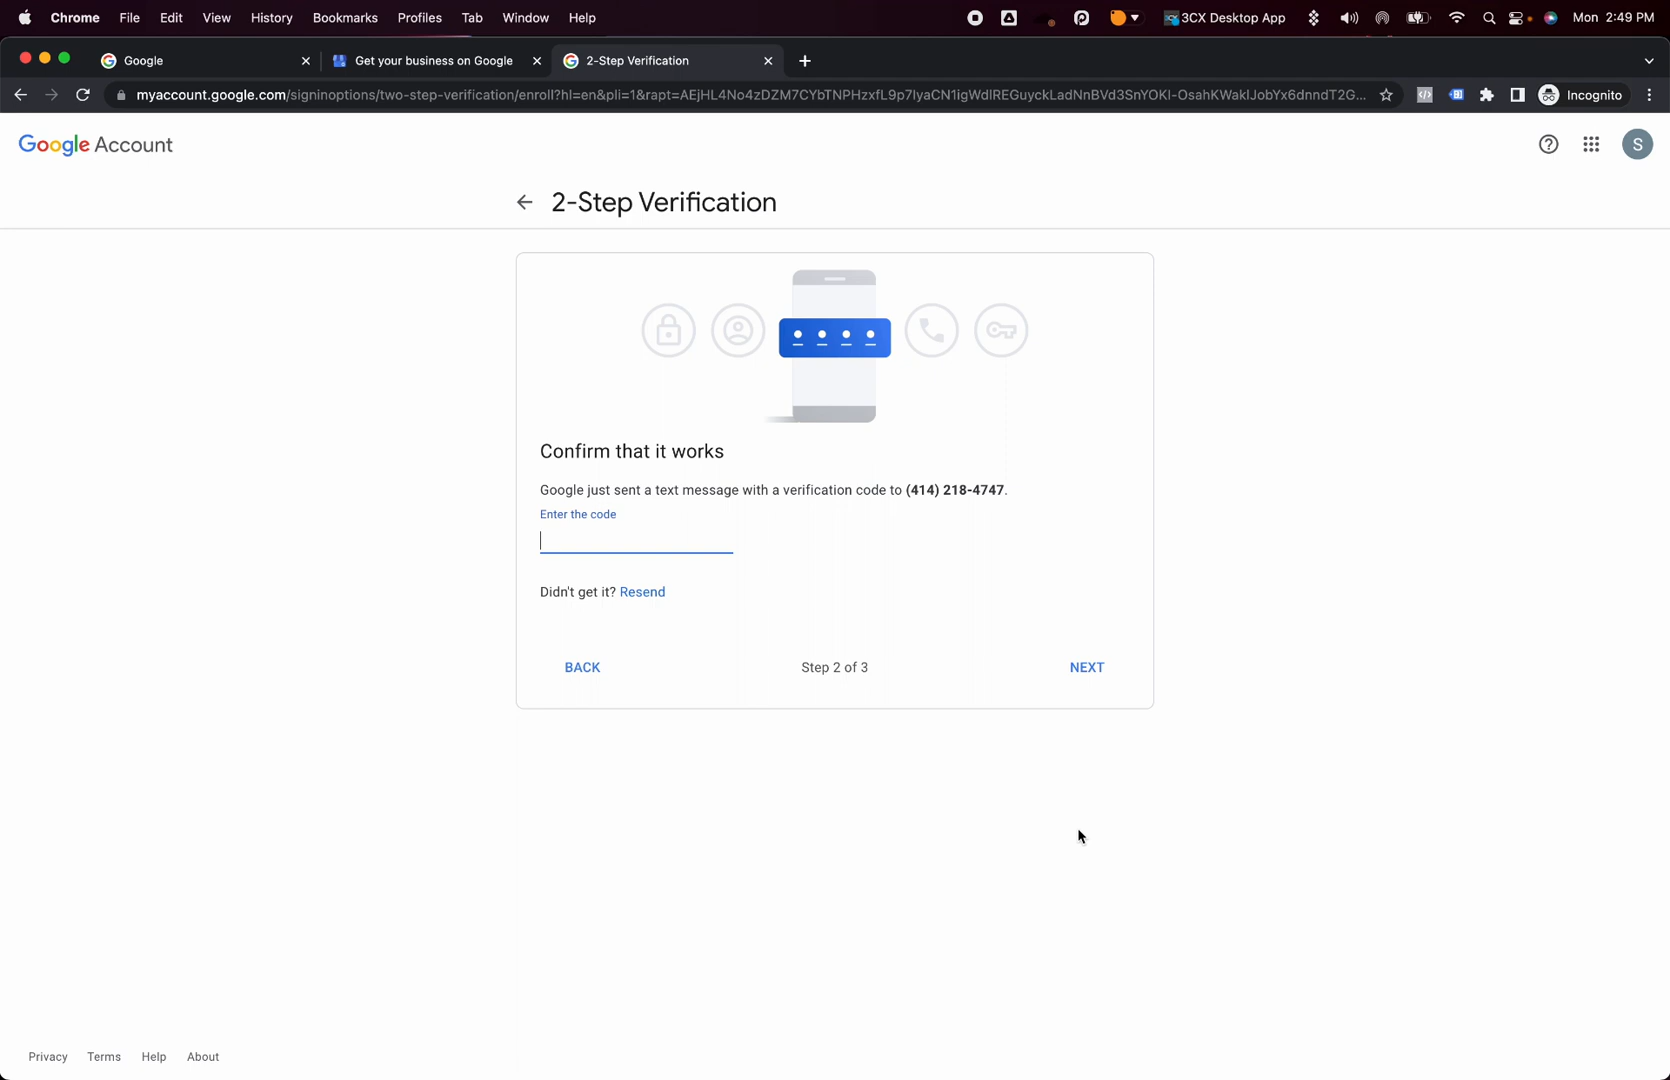 Chrome File Edit View History Bookmarks Profiles Tab Window Help 3CX Desktop App Mon 2:49 PM
Google Get your business on Google 2-Step Verification
myaccount.google.com/signinoptions/two-step-verification/enroll?hl=en&pli=1&rapt=AEjHL4No4zDZM7CYbTNPHzxfL9p7lyaCN1igWdlREGuyckLadNnBVd3SnYOKl-OsahKWaklJobYx6dnndT2G... Incognito
Google Account S
2-Step Verification
Confirm that it works
Google just sent a text message with a verification code to (414) 218-4747.
Enter the code
Didn't get it? Resend
BACK Step 2 of 3 NEXT
Privacy Terms Help About